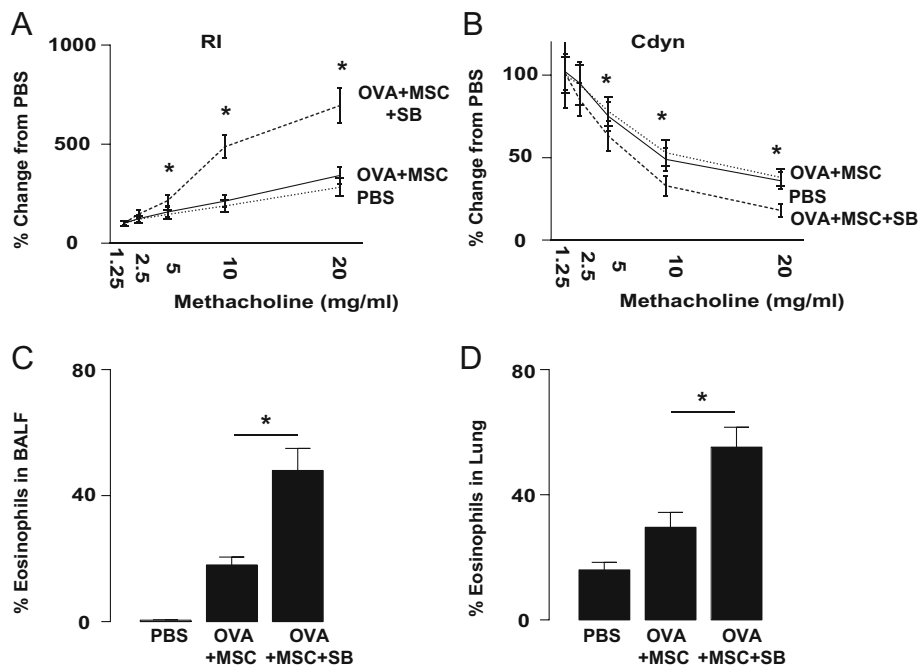 A
RI
% Change from PBS
1000
500
0
*
*
*
OVA+MSC
+SB
OVA+MSC
PBS
1.25
2.5
5
10
20
Methacholine (mg/ml)
B
Cdyn
% Change from PBS
100
50
0
*
*
*
OVA+MSC
PBS
OVA+MSC+SB
1.25
2.5
5
10
20
Methacholine (mg/ml)
C
% Eosinophils in BALF
80
40
0
*
PBS
OVA
+MSC
OVA
+MSC+SB
D
% Eosinophils in Lung
80
40
0
*
PBS
OVA
+MSC
OVA
+MSC+SB